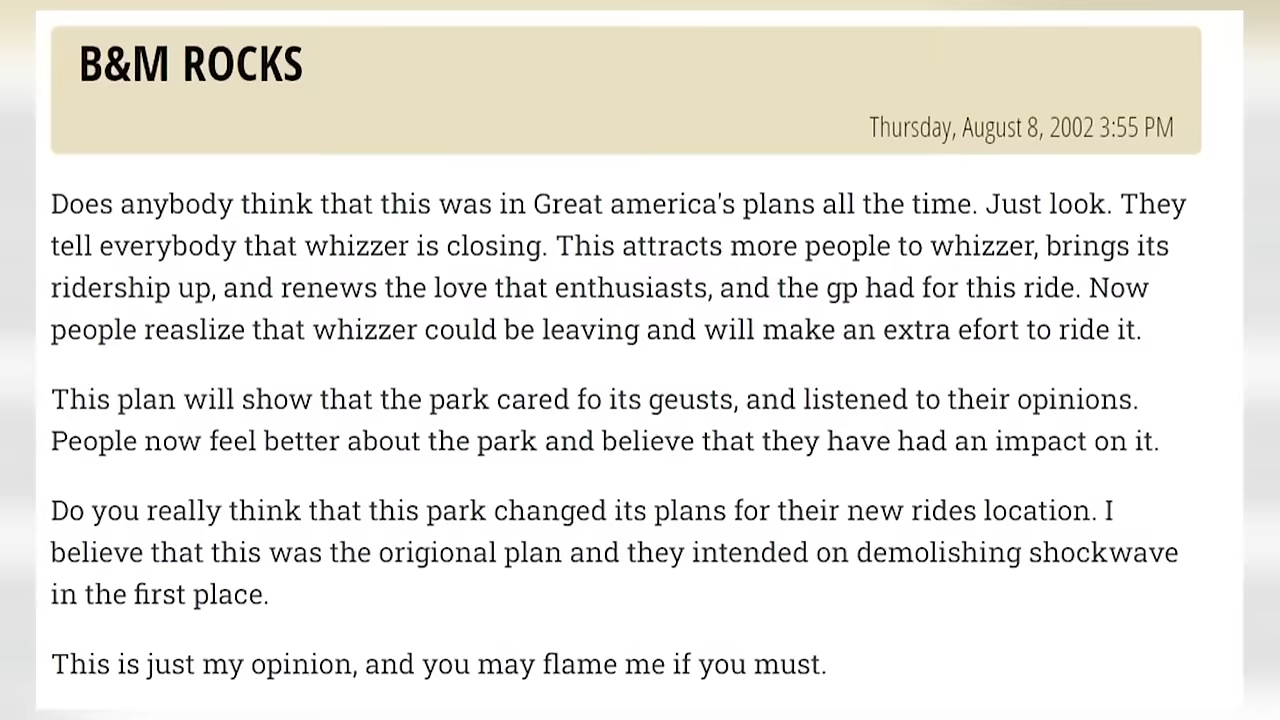 B&M ROCKS
Thursday, August 8, 2002 3:55 PM
Does anybody think that this was in Great america's plans all the time. Just look. They
tell everybody that whizzer is closing. This attracts more people to whizzer, brings its
ridership up, and renews the love that enthusiasts, and the gp had for this ride. Now
people reaslize that whizzer could be leaving and will make an extra efort to ride it.
This plan will show that the park cared fo its geusts, and listened to their opinions.
People now feel better about the park and believe that they have had an impact on it.
Do you really think that this park changed its plans for their new rides location. I
believe that this was the origional plan and they intended on demolishing shockwave
in the first place.
This is just my opinion, and you may flame me if you must.